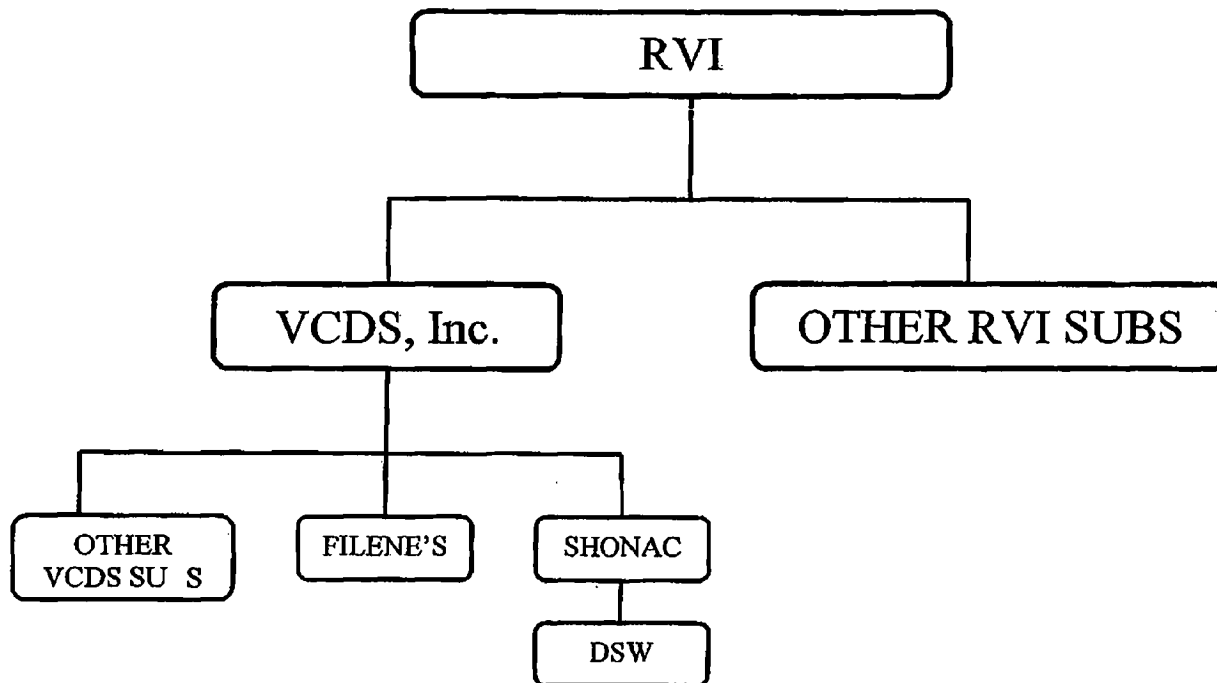 RVI
VCDS, Inc.
OTHER RVI SUBS
OTHER
VCDS SU S
FILENE'S
SHONAC
DSW